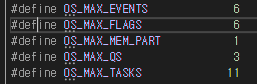 #define OS_MAX_EVENTS 6
#define OS_MAX_FLAGS 6
#define OS_MAX_MEM_PART 1
#define OS_MAX_QS 3
#define OS_MAX_TASKS 11